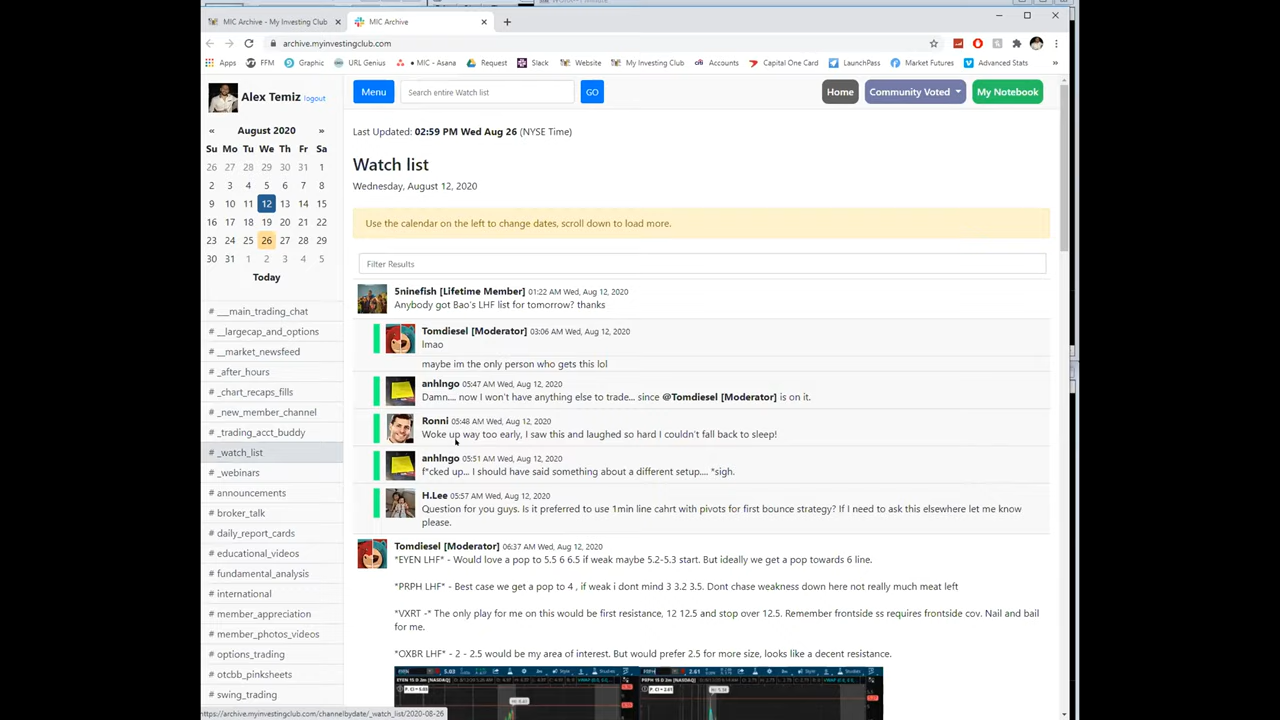 MIC Archive - My Investing Club
MIC Archive
archive.myinvestingclub.com
Apps
FFM
Graphic
URL Genius
MIC - Asana
Request
Slack
Website
My Investing Club
Accounts
Capital One Card
LaunchPass
Market Futures
Advanced Stats
Alex Temiz logout
« August 2020 »
Su Mo Tu We Th Fr Sa
26 27 28 29 30 31 1
2 3 4 5 6 7 8
9 10 11 12 13 14 15
16 17 18 19 20 21 22
23 24 25 26 27 28 29
30 31 1 2 3 4 5
Today
# __main_trading_chat
# __largecap_and_options
# __market_newsfeed
# _after_hours
# _chart_recaps_fills
# _new_member_channel
# _trading_acct_buddy
# _watch_list
# _webinars
# announcements
# broker_talk
# daily_report_cards
# educational_videos
# fundamental_analysis
# international
# member_appreciation
# member_photos_videos
# options_trading
# otcbb_pinksheets
# swing_trading
https://archive.myinvestingclub.com/channelbydate/_watch_list/2020-08-26
Menu
Search entire Watch list
GO
Home
Community Voted
My Notebook
Last Updated: 02:59 PM Wed Aug 26 (NYSE Time)
Watch list
Wednesday, August 12, 2020
Use the calendar on the left to change dates, scroll down to load more.
Filter Results
5ninefish [Lifetime Member] 01:22 AM Wed, Aug 12, 2020
Anybody got Bao's LHF list for tomorrow? thanks
Tomdiesel [Moderator] 03:06 AM Wed, Aug 12, 2020
lmao
maybe im the only person who gets this lol
anhlngo 05:47 AM Wed, Aug 12, 2020
Damn.... now I won't have anything else to trade... since @Tomdiesel [Moderator] is on it.
Ronni 05:48 AM Wed, Aug 12, 2020
Woke up way too early, I saw this and laughed so hard I couldn't fall back to sleep!
anhlngo 05:51 AM Wed, Aug 12, 2020
f*cked up... I should have said something about a different setup.... *sigh.
H.Lee 05:57 AM Wed, Aug 12, 2020
Question for you guys. Is it preferred to use 1min line cahrt with pivots for first bounce strategy? If I need to ask this elsewhere let me know
please.
Tomdiesel [Moderator] 06:37 AM Wed, Aug 12, 2020
*EYEN LHF* - Would love a pop to 5.5 6 6.5 if weak maybe 5.2-5.3 start. But ideally we get a pop towards 6 line.
*PRPH LHF* - Best case we get a pop to 4 , if weak i dont mind 3 3.2 3.5. Dont chase weakness down here not really much meat left
*VXRT -* The only play for me on this would be first resistance, 12 12.5 and stop over 12.5. Remember frontside ss requires frontside cov. Nail and bail
for me.
*OXBR LHF* - 2 - 2.5 would be my area of interest. But would prefer 2.5 for more size, looks like a decent resistance.